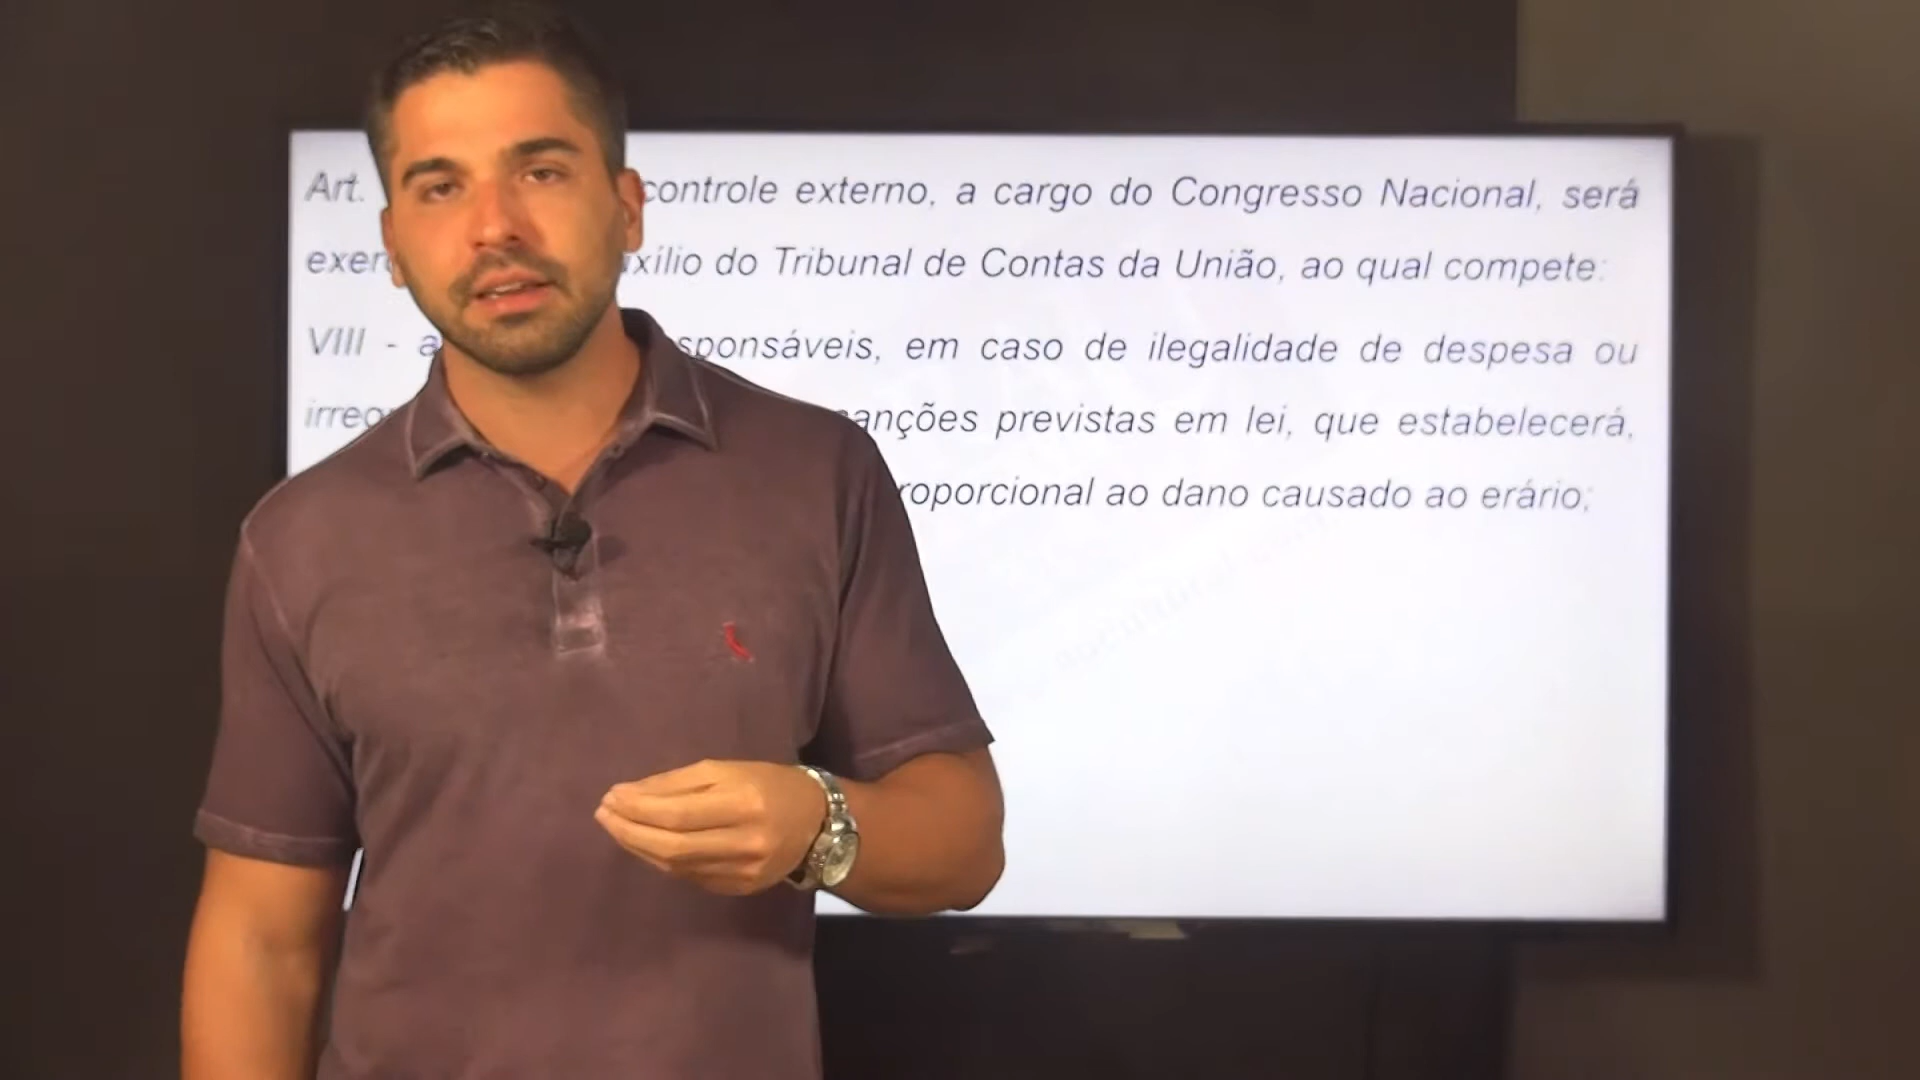 Art. controle externo, a cargo do Congresso Nacional, será
xílio do Tribunal de Contas da União, ao qual compete:
VIII - a sponsáveis, em caso de ilegalidade de despesa ou
anções previstas em lei, que estabelecerá,
roporcional ao dano causado ao erário;